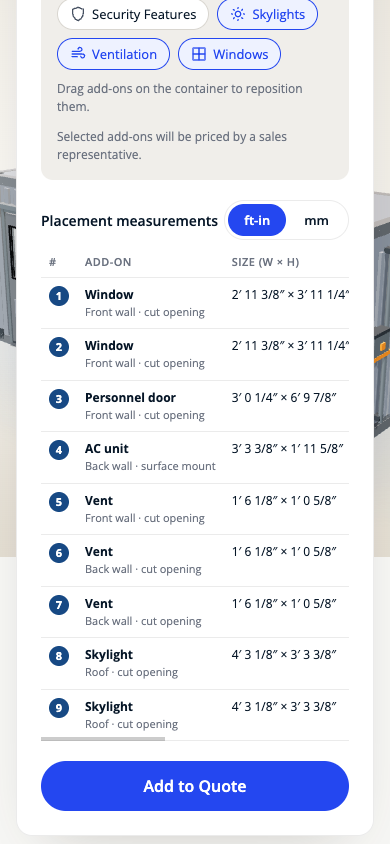 Security Features
Skylights
Ventilation
Windows
Drag add-ons on the container to reposition
them.
Selected add-ons will be priced by a sales
representative.
Placement measurements
ft-in
mm
# ADD-ON SIZE (W × H)
1 Window 2′ 11 3/8″ × 3′ 11 1/4″
Front wall · cut opening
2 Window 2′ 11 3/8″ × 3′ 11 1/4″
Front wall · cut opening
3 Personnel door 3′ 0 1/4″ × 6′ 9 7/8″
Front wall · cut opening
4 AC unit 3′ 3 3/8″ × 1′ 11 5/8″
Back wall · surface mount
5 Vent 1′ 6 1/8″ × 1′ 0 5/8″
Front wall · cut opening
6 Vent 1′ 6 1/8″ × 1′ 0 5/8″
Back wall · cut opening
7 Vent 1′ 6 1/8″ × 1′ 0 5/8″
Back wall · cut opening
8 Skylight 4′ 3 1/8″ × 3′ 3 3/8″
Roof · cut opening
9 Skylight 4′ 3 1/8″ × 3′ 3 3/8″
Roof · cut opening
Add to Quote